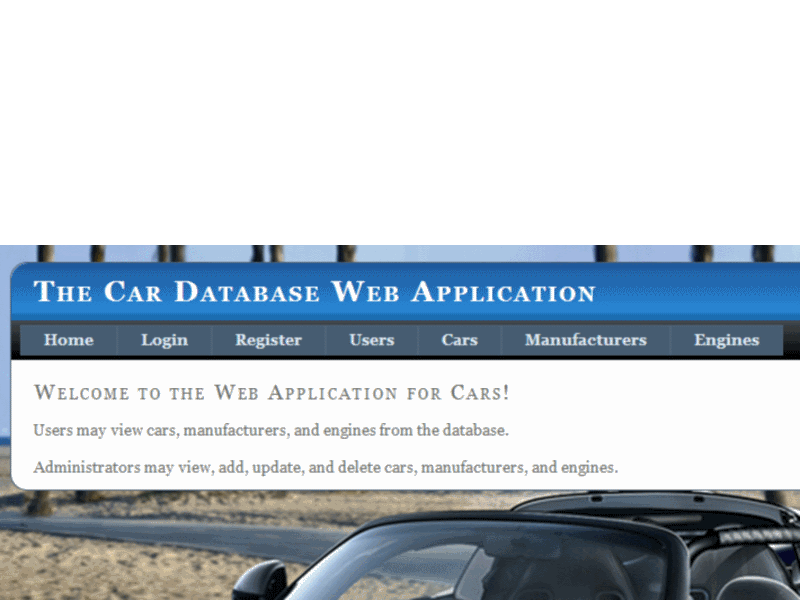 The Car Database Web Application
Home Login Register Users Cars Manufacturers Engines
Welcome to the Web Application for Cars!
Users may view cars, manufacturers, and engines from the database.
Administrators may view, add, update, and delete cars, manufacturers, and engines.